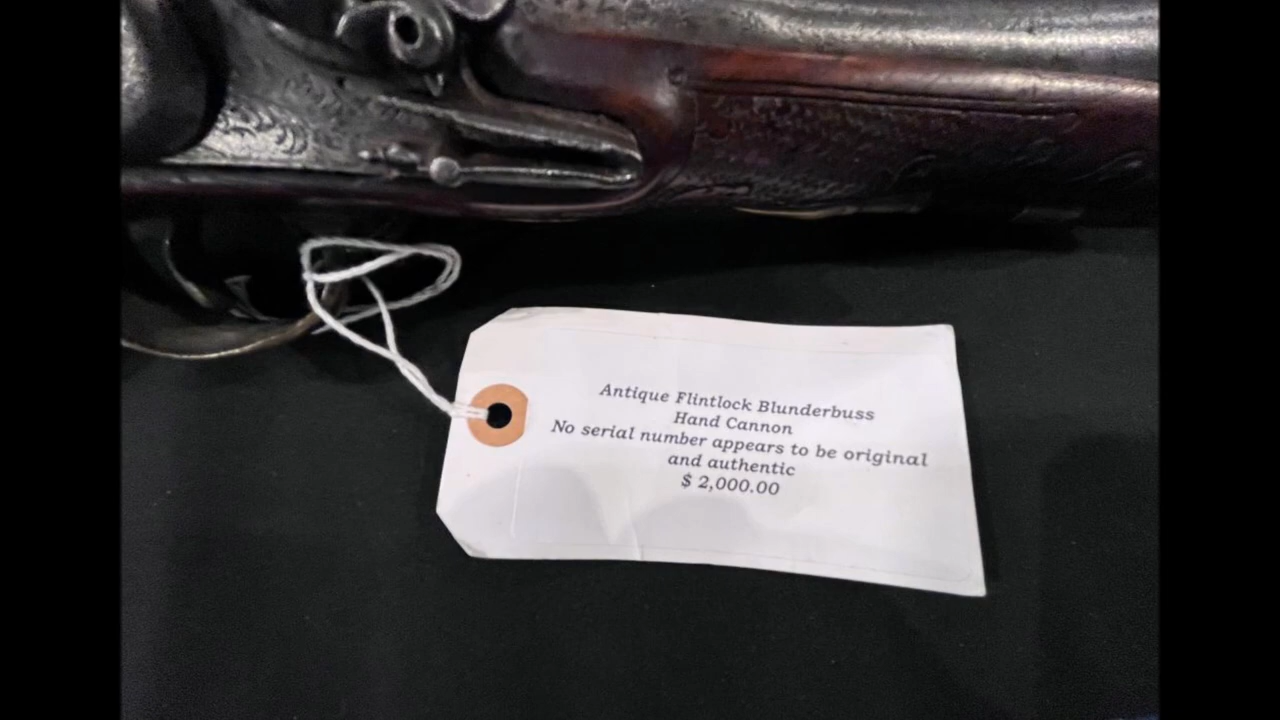 Antique Flintlock Blunderbuss
Hand Cannon
No serial number appears to be original
and authentic
$ 2,000.00